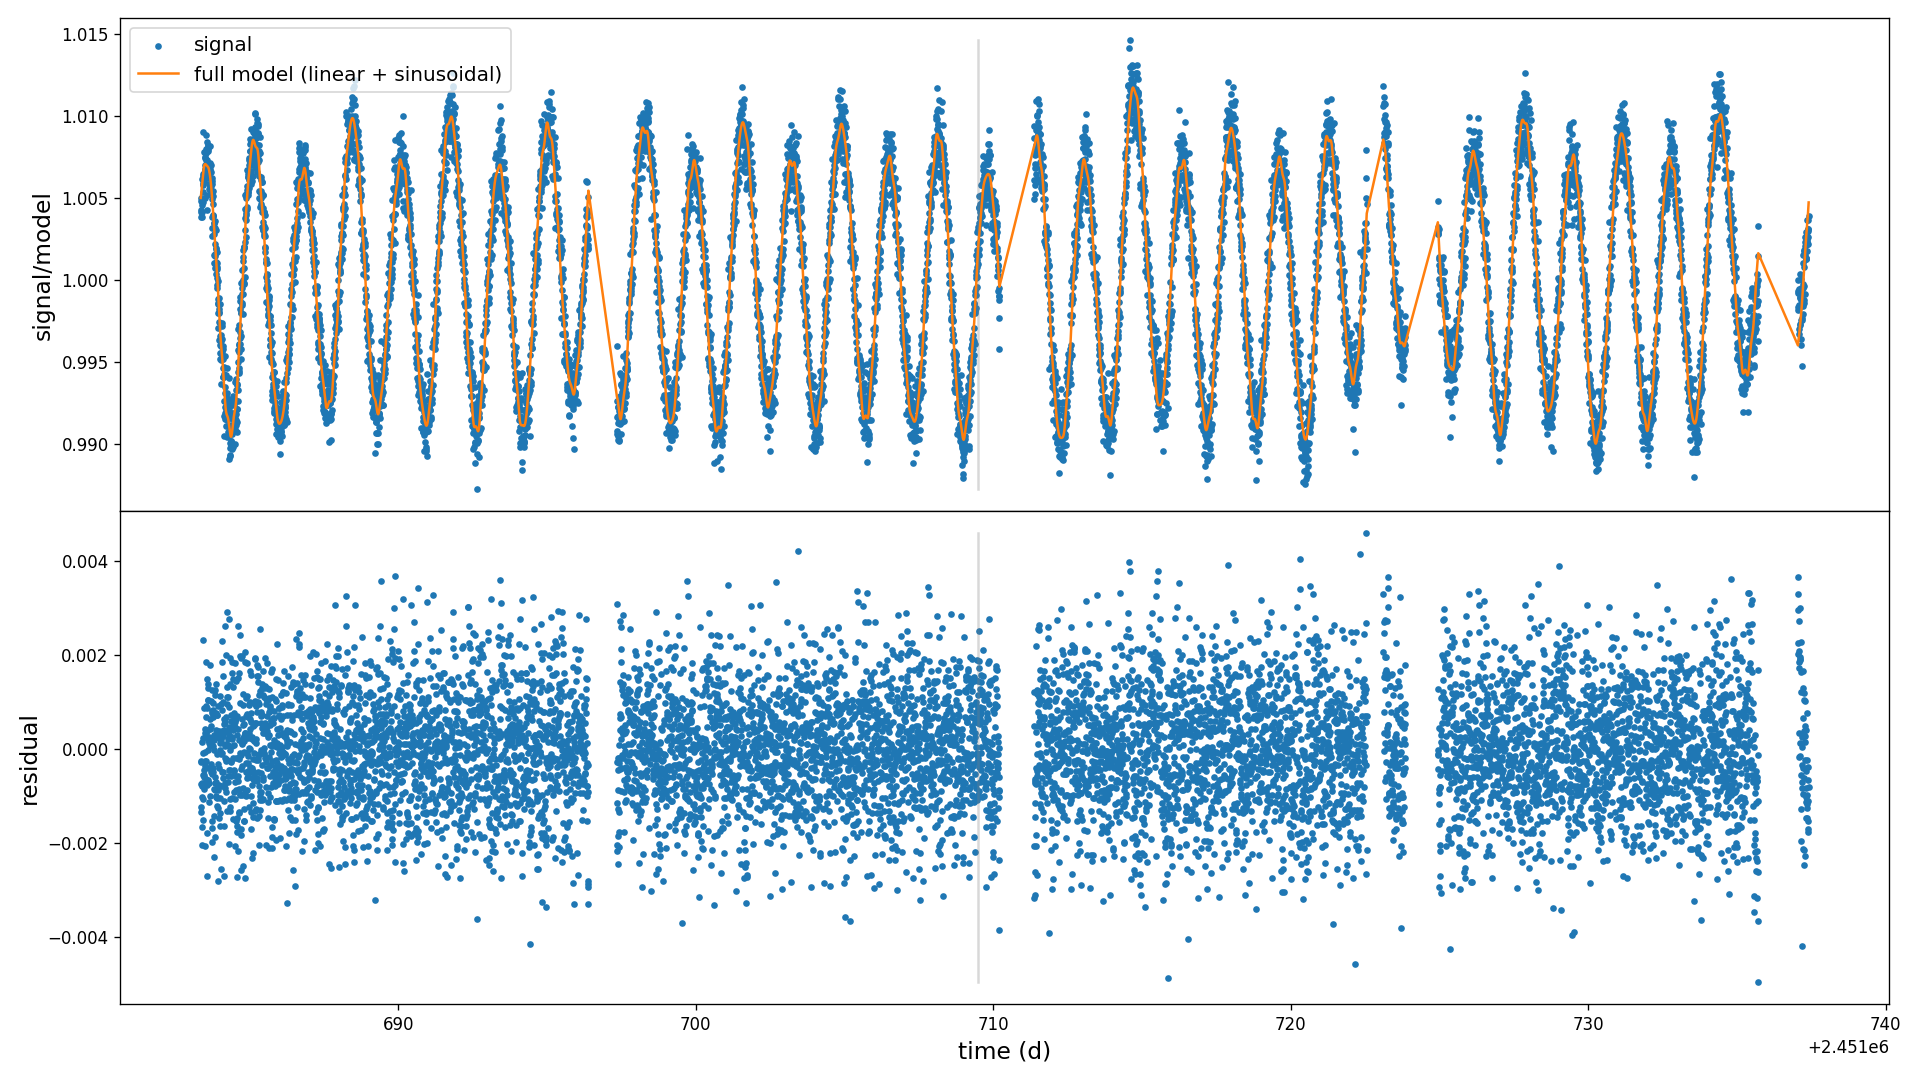 1.015
1.010
1.005
1.000
0.995
0.990
signal/model
signal
full model (linear + sinusoidal)
0.004
0.002
0.000
−0.002
−0.004
residual
690
700
710
720
730
740
time (d)
+2.451e6